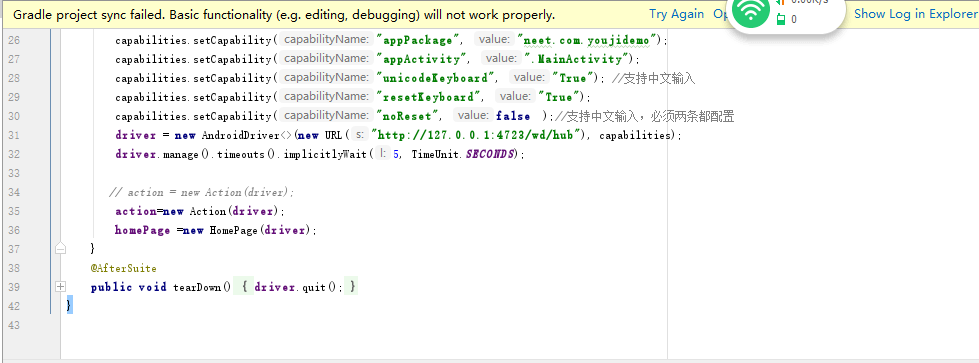 Gradle project sync failed. Basic functionality (e.g. editing, debugging) will not work properly. Try Again Show Log in Explorer
0
26 capabilities.setCapability( capabilityName: "appPackage", value: "neet.com.youjidemo");
27 capabilities.setCapability( capabilityName: "appActivity", value: ".MainActivity");
28 capabilities.setCapability( capabilityName: "unicodeKeyboard", value: "True"); //支持中文输入
29 capabilities.setCapability( capabilityName: "resetKeyboard", value: "True");
30 capabilities.setCapability( capabilityName: "noReset", value: false );//支持中文输入，必须两条都配置
31 driver = new AndroidDriver<>(new URL( s: "http://127.0.0.1:4723/wd/hub"), capabilities);
32 driver.manage().timeouts().implicitlyWait( l: 5, TimeUnit.SECONDS);
33
34 // action = new Action(driver);
35 action=new Action(driver);
36 homePage =new HomePage(driver);
37 }
38 @AfterSuite
39 public void tearDown() { driver.quit(); }
42 }
43